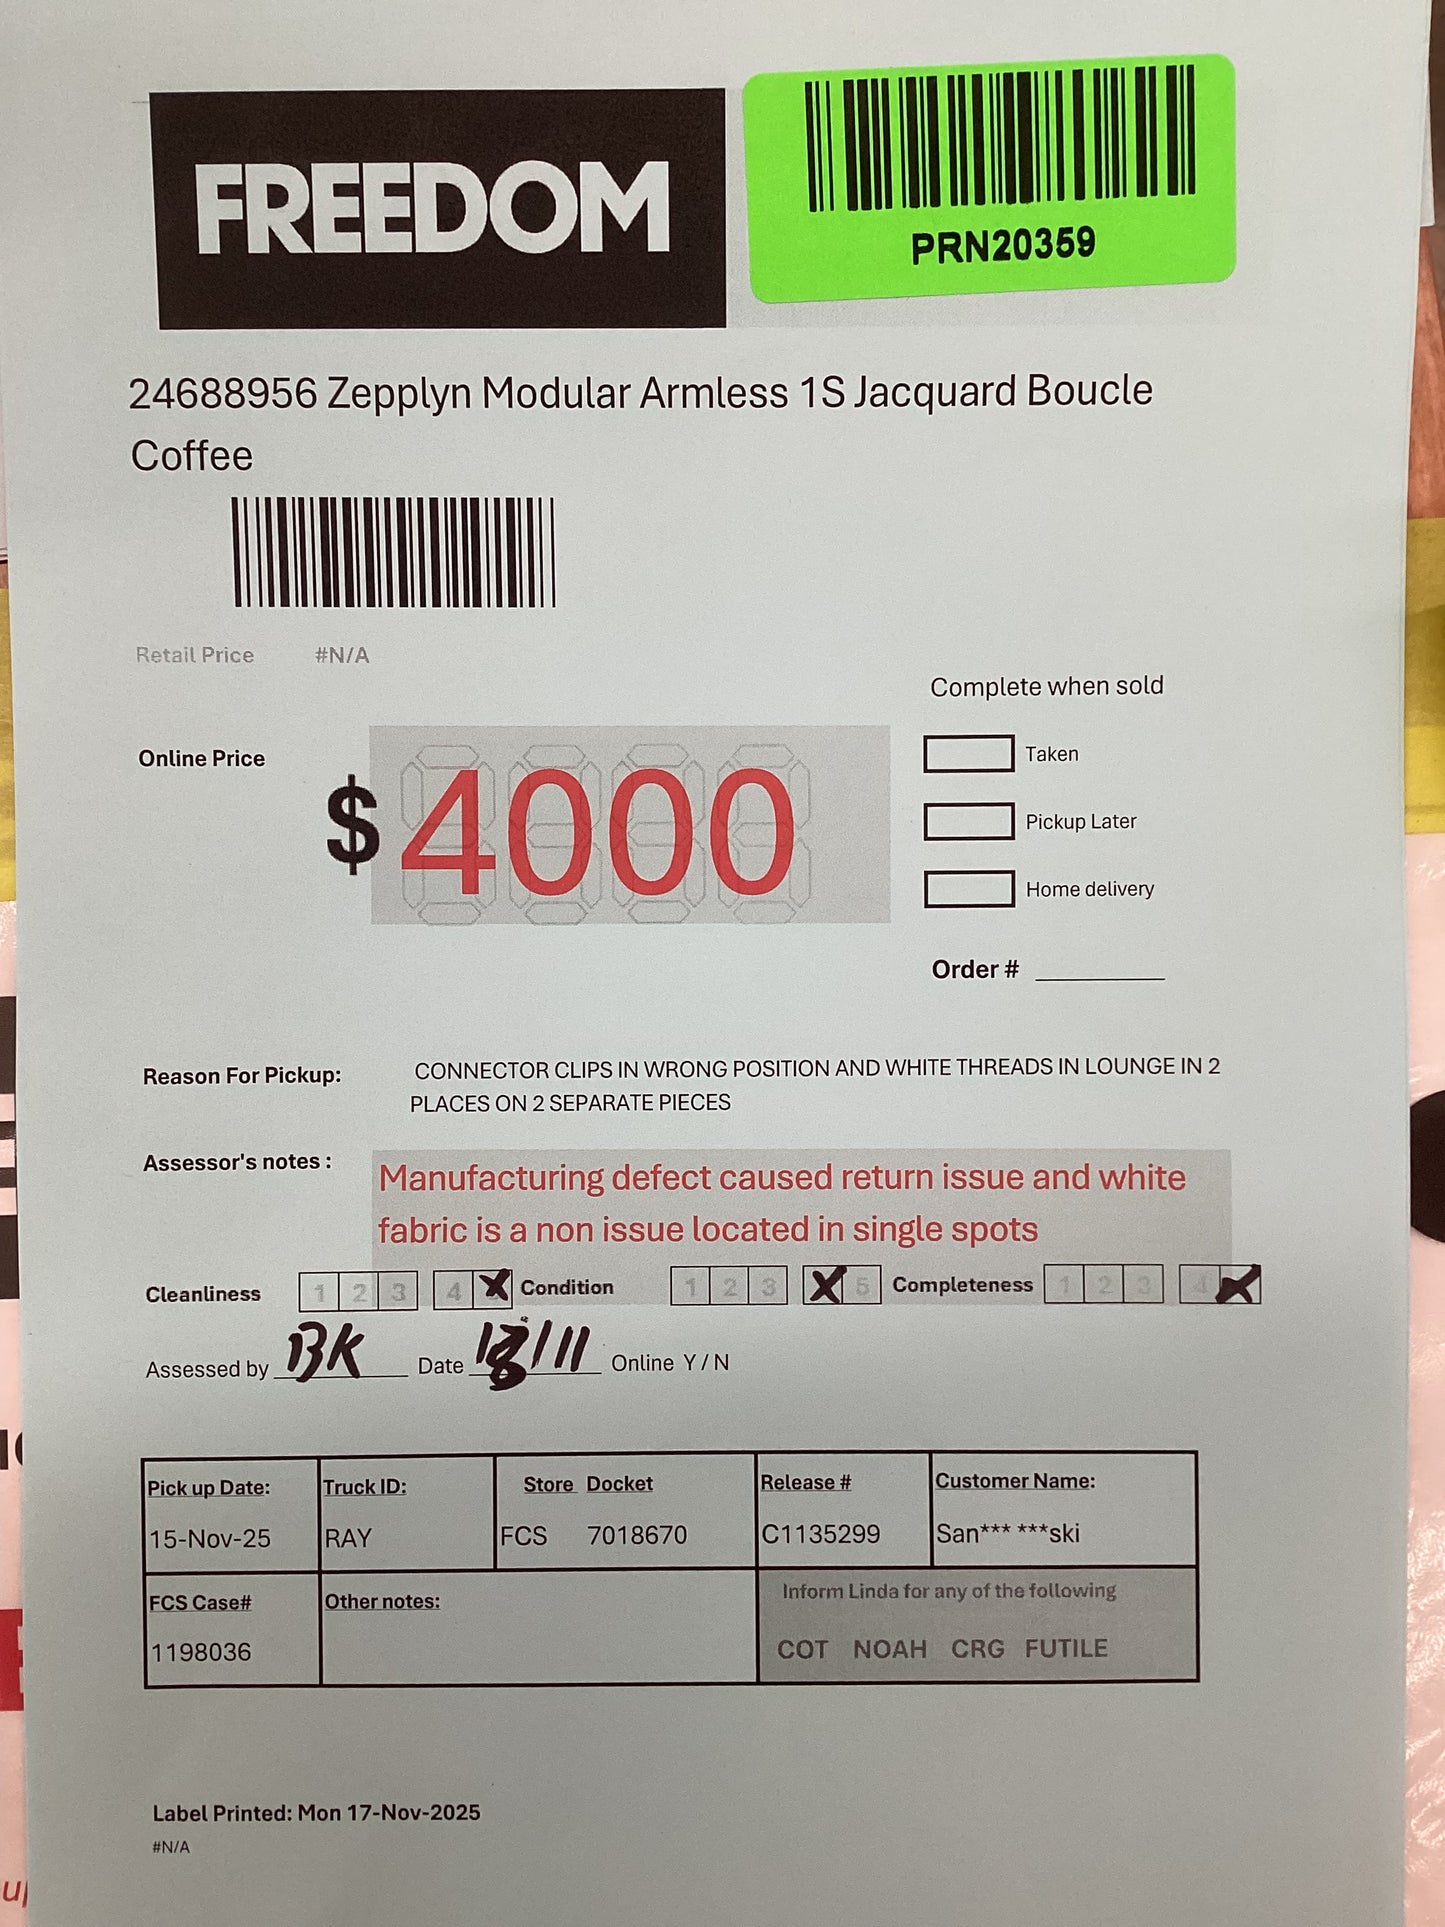 FREEDOM
PRN20359
24688956 Zepplyn Modular Armless 1S Jacquard Boucle
Coffee
Retail Price #N/A
Complete when sold
Online Price
$ 4000
Taken
Pickup Later
Home delivery
Order #
Reason For Pickup: CONNECTOR CLIPS IN WRONG POSITION AND WHITE THREADS IN LOUNGE IN 2
PLACES ON 2 SEPARATE PIECES
Assessor's notes : Manufacturing defect caused return issue and white
fabric is a non issue located in single spots
Cleanliness 1 2 3 4 X Condition 1 2 3 X 5 Completeness 1 2 3 4 X
Assessed by BK Date 18/11 Online Y / N
Pick up Date: Truck ID: Store Docket Release # Customer Name:
15-Nov-25 RAY FCS 7018670 C1135299 San*** ***ski
FCS Case# Other notes: Inform Linda for any of the following
1198036 COT NOAH CRG FUTILE
Label Printed: Mon 17-Nov-2025
#N/A